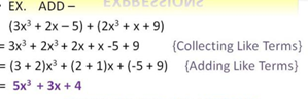 EXPRESSIONS
• EX. ADD –
(3x³ + 2x – 5) + (2x³ + x + 9)
= 3x³ + 2x³ + 2x + x -5 + 9 {Collecting Like Terms}
= (3 + 2)x³ + (2 + 1)x + (-5 + 9) {Adding Like Terms}
= 5x³ + 3x + 4